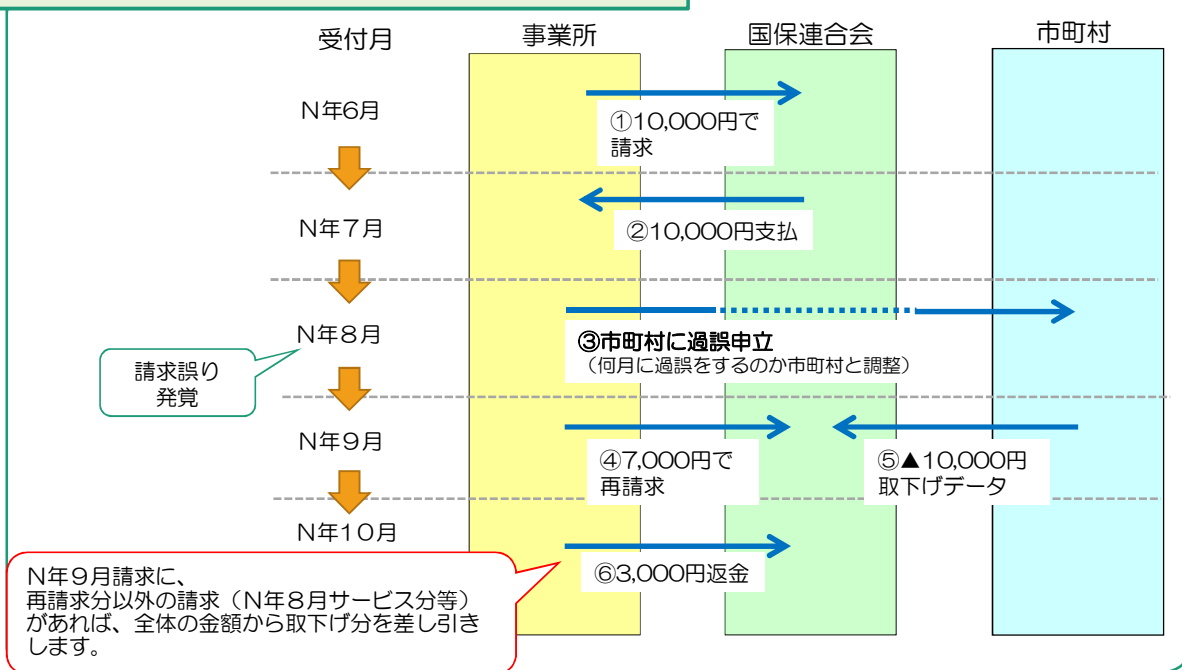 受付月
事業所
国保連合会
市町村
N年6月
①10,000円で
請求
N年7月
②10,000円支払
N年8月
請求誤り
発覚
③市町村に過誤申立
（何月に過誤をするのか市町村と調整）
N年9月
④7,000円で
再請求
⑤▲10,000円
取下げデータ
N年10月
⑥3,000円返金
N年9月請求に、
再請求分以外の請求（N年8月サービス分等）
があれば、全体の金額から取下げ分を差し引き
します。